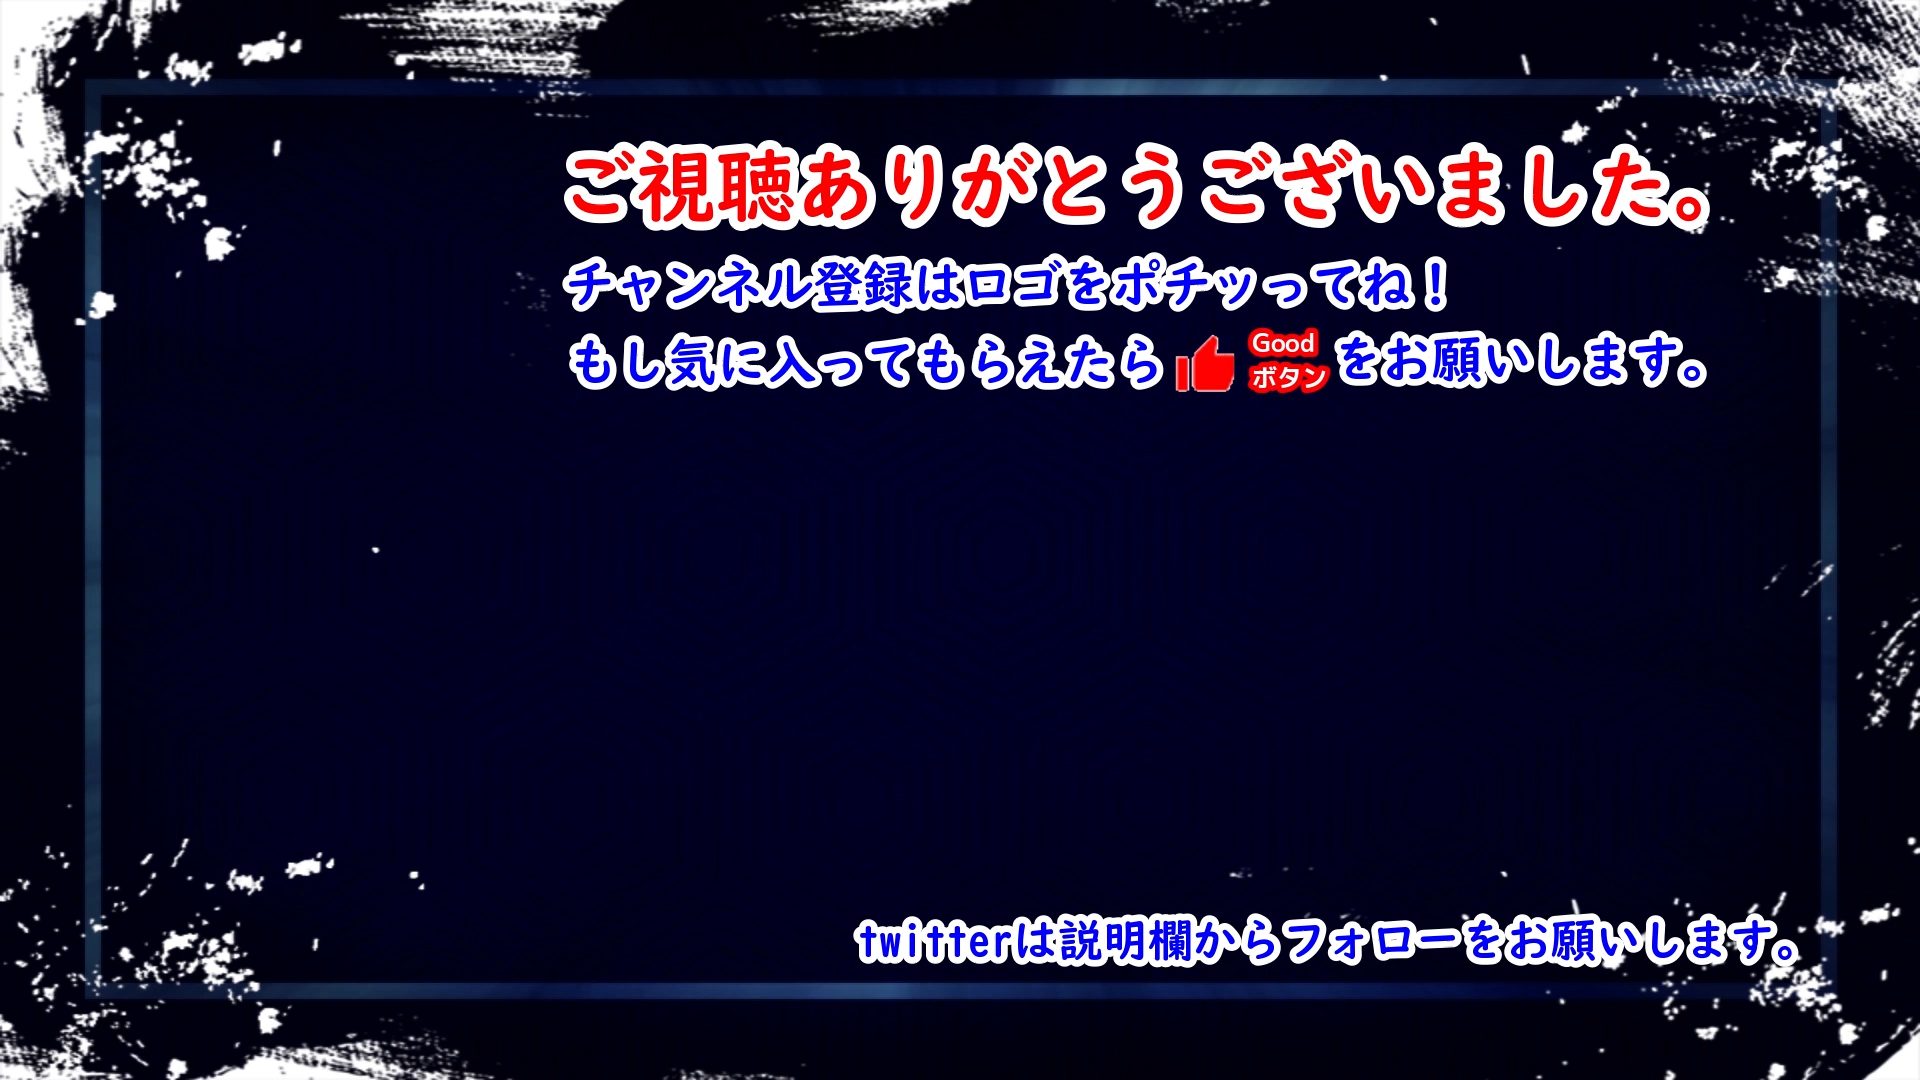 ご視聴ありがとうございました。
チャンネル登録はロゴをポチッってね！
もし気に入ってもらえたら Good ボタン をお願いします。
twitterは説明欄からフォローをお願いします。